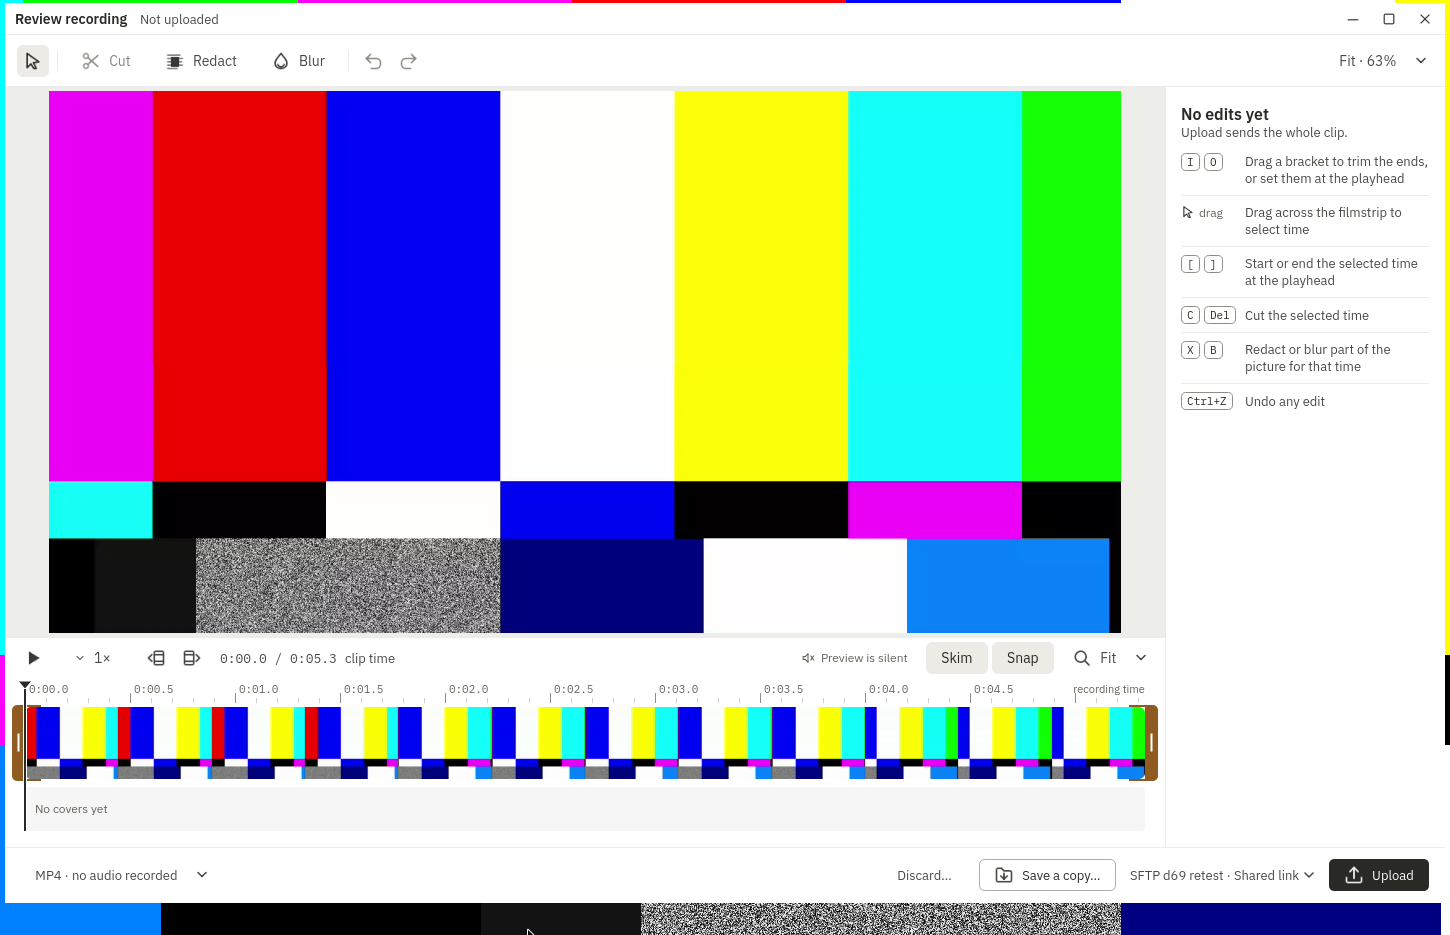 Review recording Not uploaded
Cut Redact Blur Fit · 63%
No edits yet
Upload sends the whole clip.
I O Drag a bracket to trim the ends,
or set them at the playhead
drag Drag across the filmstrip to
select time
[ ] Start or end the selected time
at the playhead
C Del Cut the selected time
X B Redact or blur part of the
picture for that time
Ctrl+Z Undo any edit
1× 0:00.0 / 0:05.3 clip time Preview is silent Skim Snap Fit
0:00.0 0:00.5 0:01.0 0:01.5 0:02.0 0:02.5 0:03.0 0:03.5 0:04.0 0:04.5 recording time
No covers yet
MP4 · no audio recorded Discard... Save a copy... SFTP d69 retest · Shared link Upload